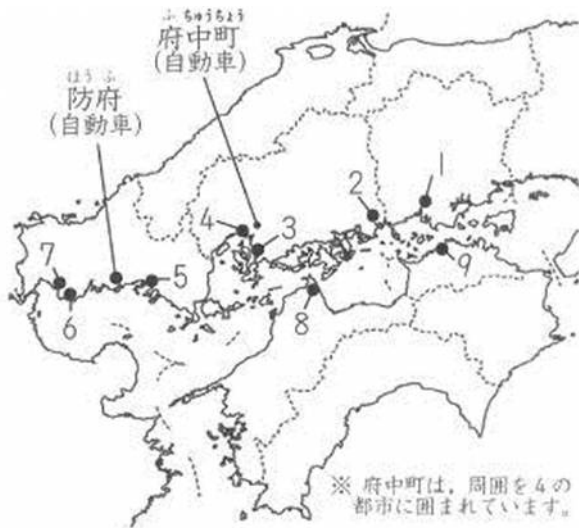 ふ ちゅうちょう
府中町
(自動車)
ほう ふ
防府
(自動車)
1
2
3
4
5
6
7
8
9
※ 府中町は，周囲を4の
都市に囲まれています。